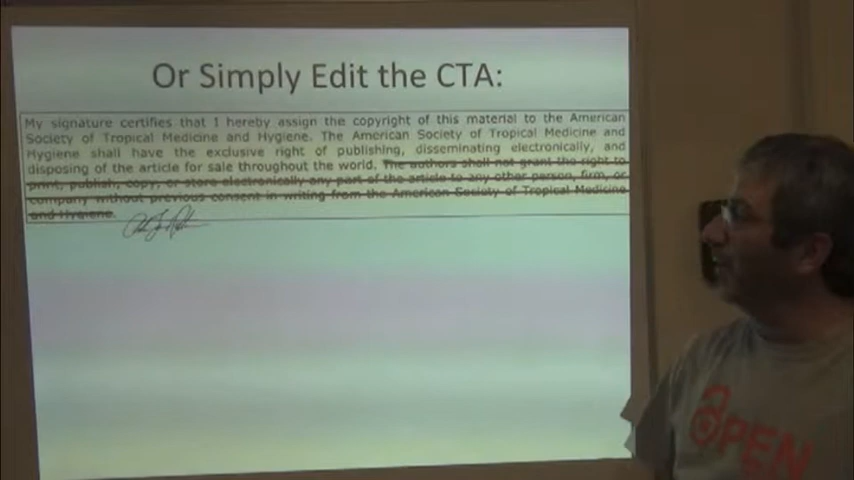 Or Simply Edit the CTA:
My signature certifies that I hereby assign the copyright of this material to the American
Society of Tropical Medicine and Hygiene. The American Society of Tropical Medicine and
Hygiene shall have the exclusive right of publishing, disseminating electronically, and
disposing of the article for sale throughout the world. The authors shall not grant the right to
print, publish, copy, or store electronically any part of the article to any other person, firm, or
company without previous consent in writing from the American Society of Tropical Medicine
and Hygiene.
OPEN